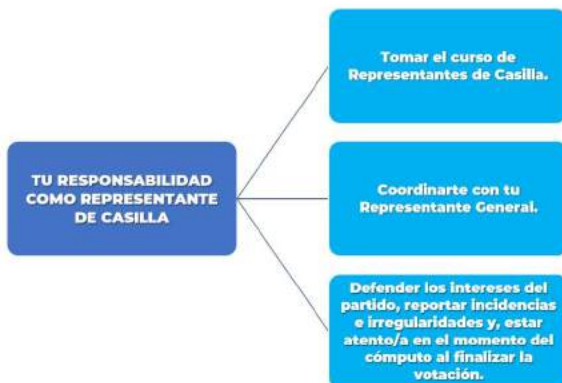 Tomar el curso de
Representantes de Casilla.
TU RESPONSABILIDAD
COMO REPRESENTANTE
DE CASILLA
Coordinarte con tu
Representante General.
Defender los intereses del
partido, reportar incidencias
e irregularidades y, estar
atento/a en el momento del
cómputo al finalizar la
votación.